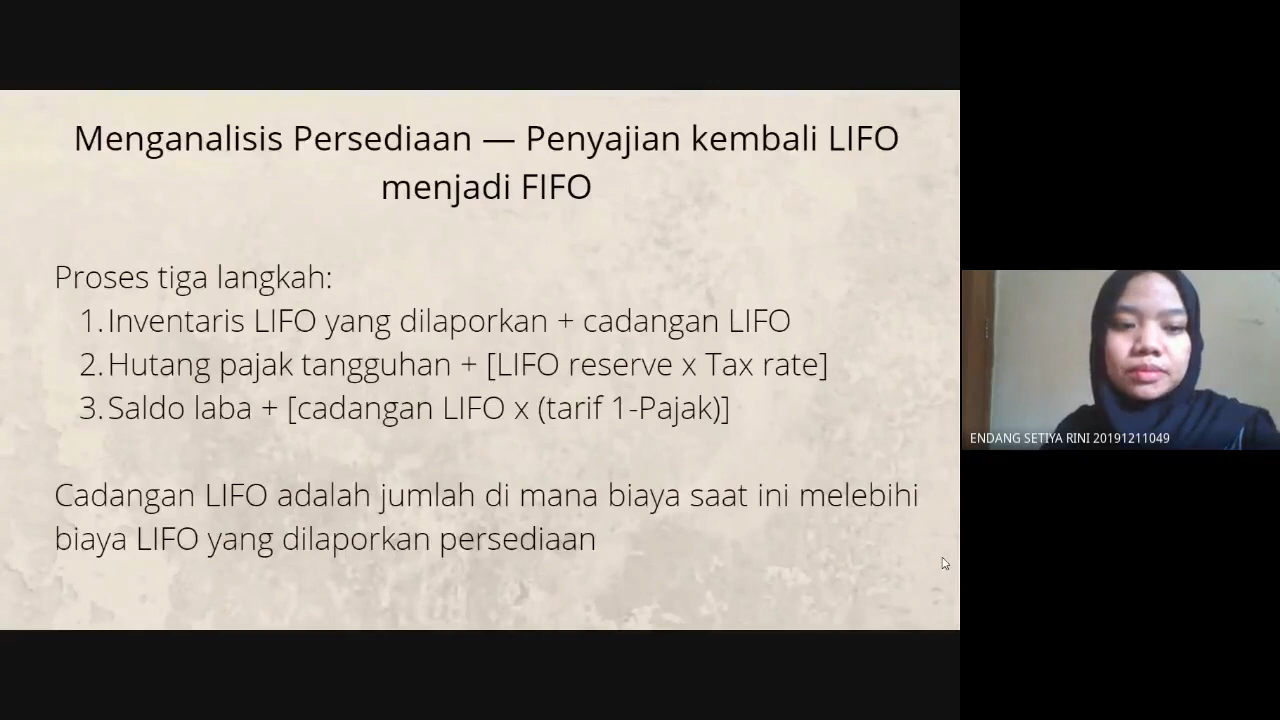 Menganalisis Persediaan — Penyajian kembali LIFO
menjadi FIFO
Proses tiga langkah:
1. Inventaris LIFO yang dilaporkan + cadangan LIFO
2. Hutang pajak tangguhan + [LIFO reserve x Tax rate]
3. Saldo laba + [cadangan LIFO x (tarif 1-Pajak)]
Cadangan LIFO adalah jumlah di mana biaya saat ini melebihi
biaya LIFO yang dilaporkan persediaan
ENDANG SETIYA RINI 20191211049